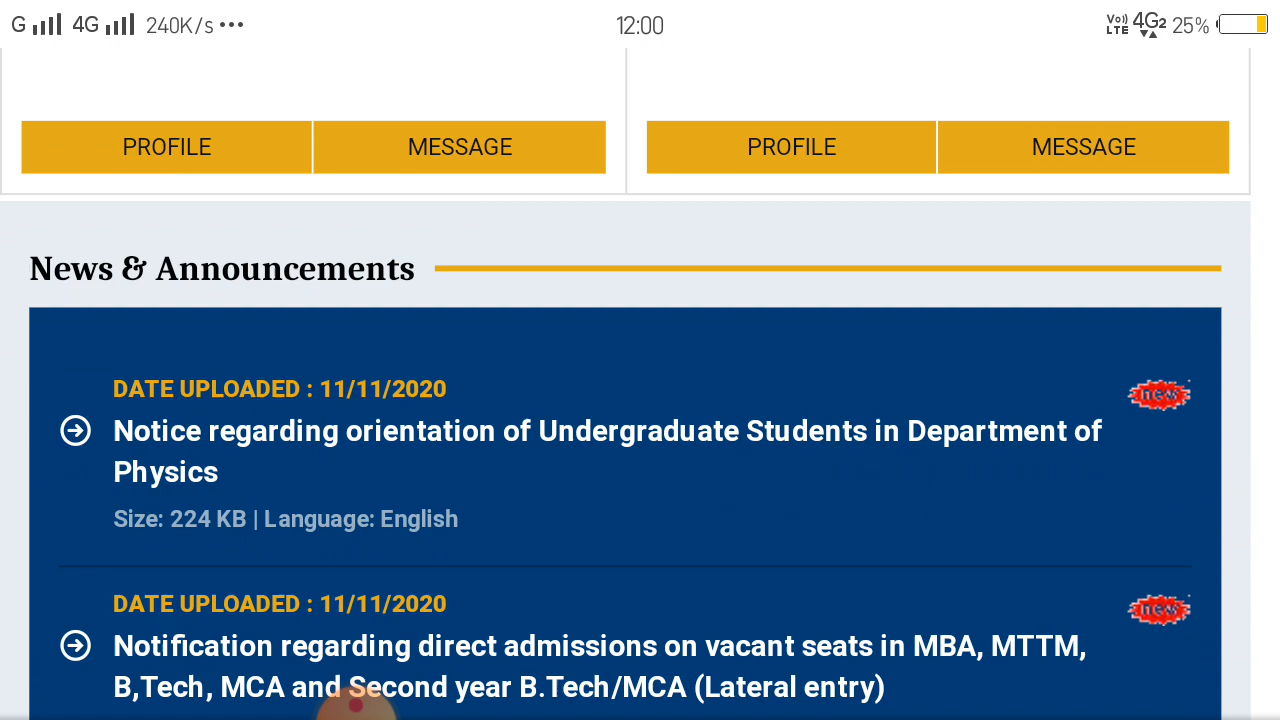 G 4G 240K/s ••• 12:00 Vo)) LTE 4G2 25%
PROFILE MESSAGE PROFILE MESSAGE
News & Announcements
DATE UPLOADED : 11/11/2020 new
Notice regarding orientation of Undergraduate Students in Department of
Physics
Size: 224 KB | Language: English
DATE UPLOADED : 11/11/2020 new
Notification regarding direct admissions on vacant seats in MBA, MTTM,
B,Tech, MCA and Second year B.Tech/MCA (Lateral entry)